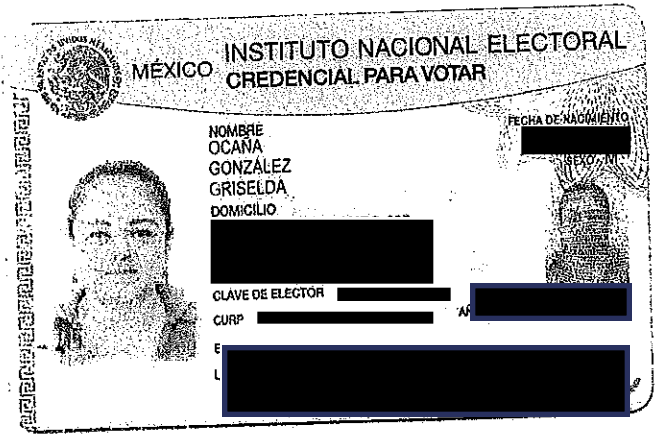 MÉXICO
INSTITUTO NACIONAL ELECTORAL
CREDENCIAL PARA VOTAR
NOMBRE
OCAÑA
GONZÁLEZ
GRISELDA
FECHA DE NACIMIENTO
SEXO M
DOMICILIO
CLAVE DE ELECTOR
CURP